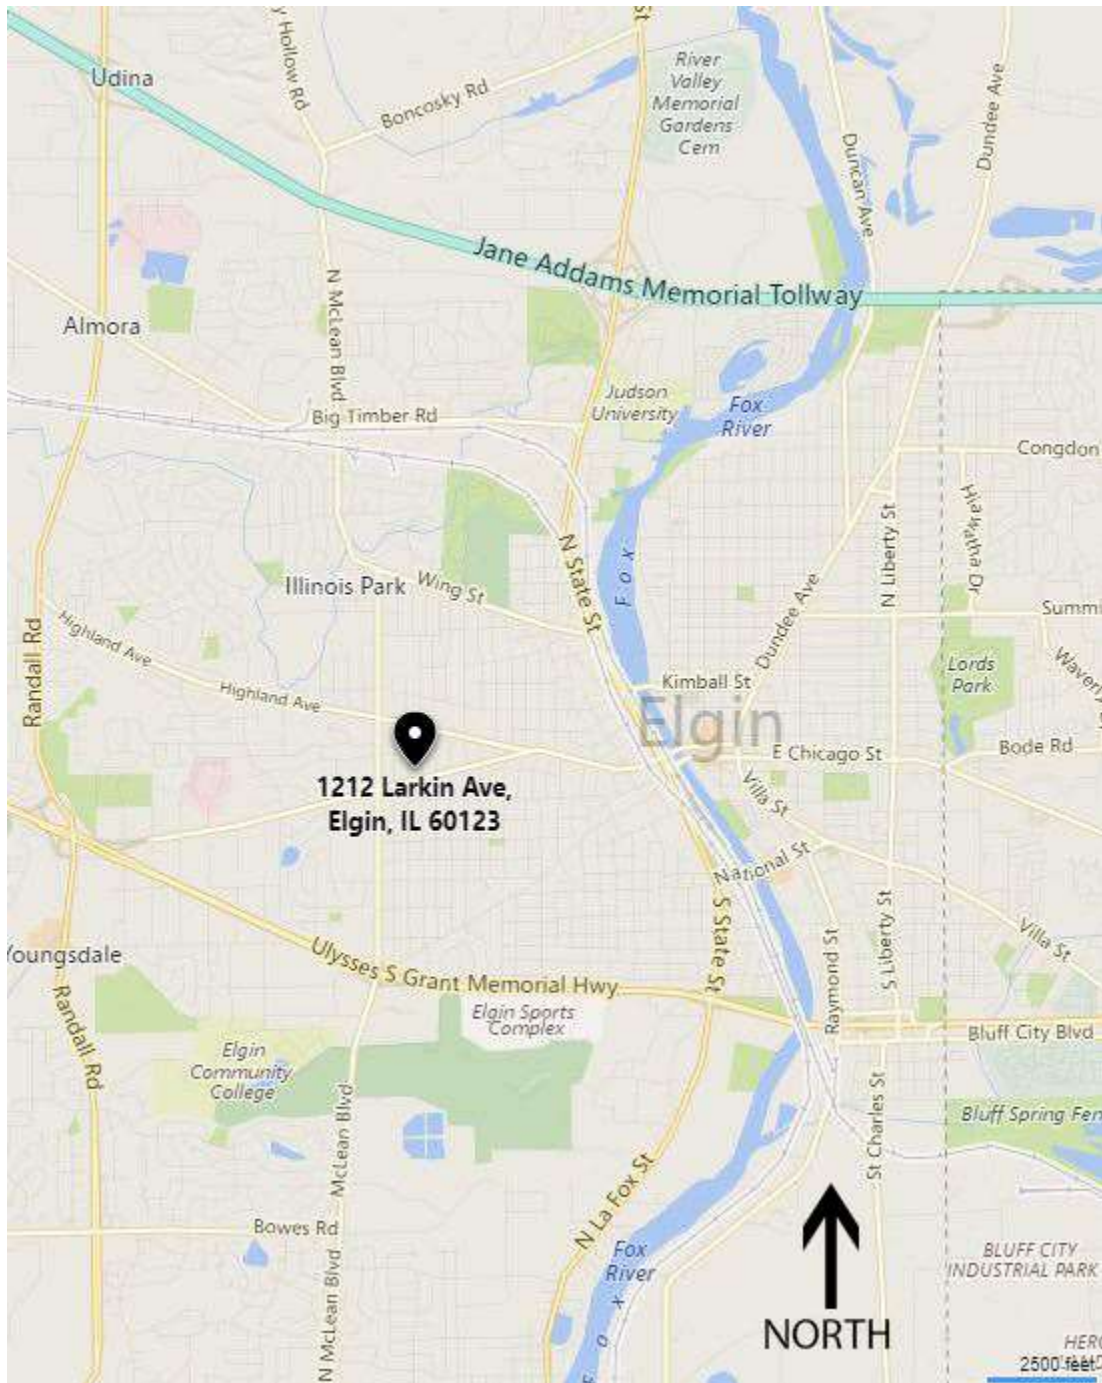 St
y Hollow Rd
Udina
Boncosky Rd
River
Valley
Memorial
Gardens
Cem
Duncan Ave
Dundee Ave
Jane Addams Memorial Tollway
N McLean Blvd
Almora
Judson
University
Fox
River
Big Timber Rd
Congdon
Hiawatha Dr
N Liberty St
N State St
Fox
Illinois Park
Wing St
Dundee Ave
Summi
Highland Ave
Randall Rd
Lords
Park
Waverly
Kimball St
Highland Ave
Elgin
E Chicago St
Bode Rd
1212 Larkin Ave,
Elgin, IL 60123
Villa St
National St
S State St
S Liberty St
Villa St
Youngsdale
Ulysses S Grant Memorial Hwy
Raymond St
Randall Rd
Elgin Sports
Complex
Bluff City Blvd
Elgin
Community
College
McLean Blvd
St Charles St
Bluff Spring Fen
N La Fox St
Bowes Rd
Fox
River
N McLean Blvd
BLUFF CITY
INDUSTRIAL PARK
Fox
NORTH
2500 feet